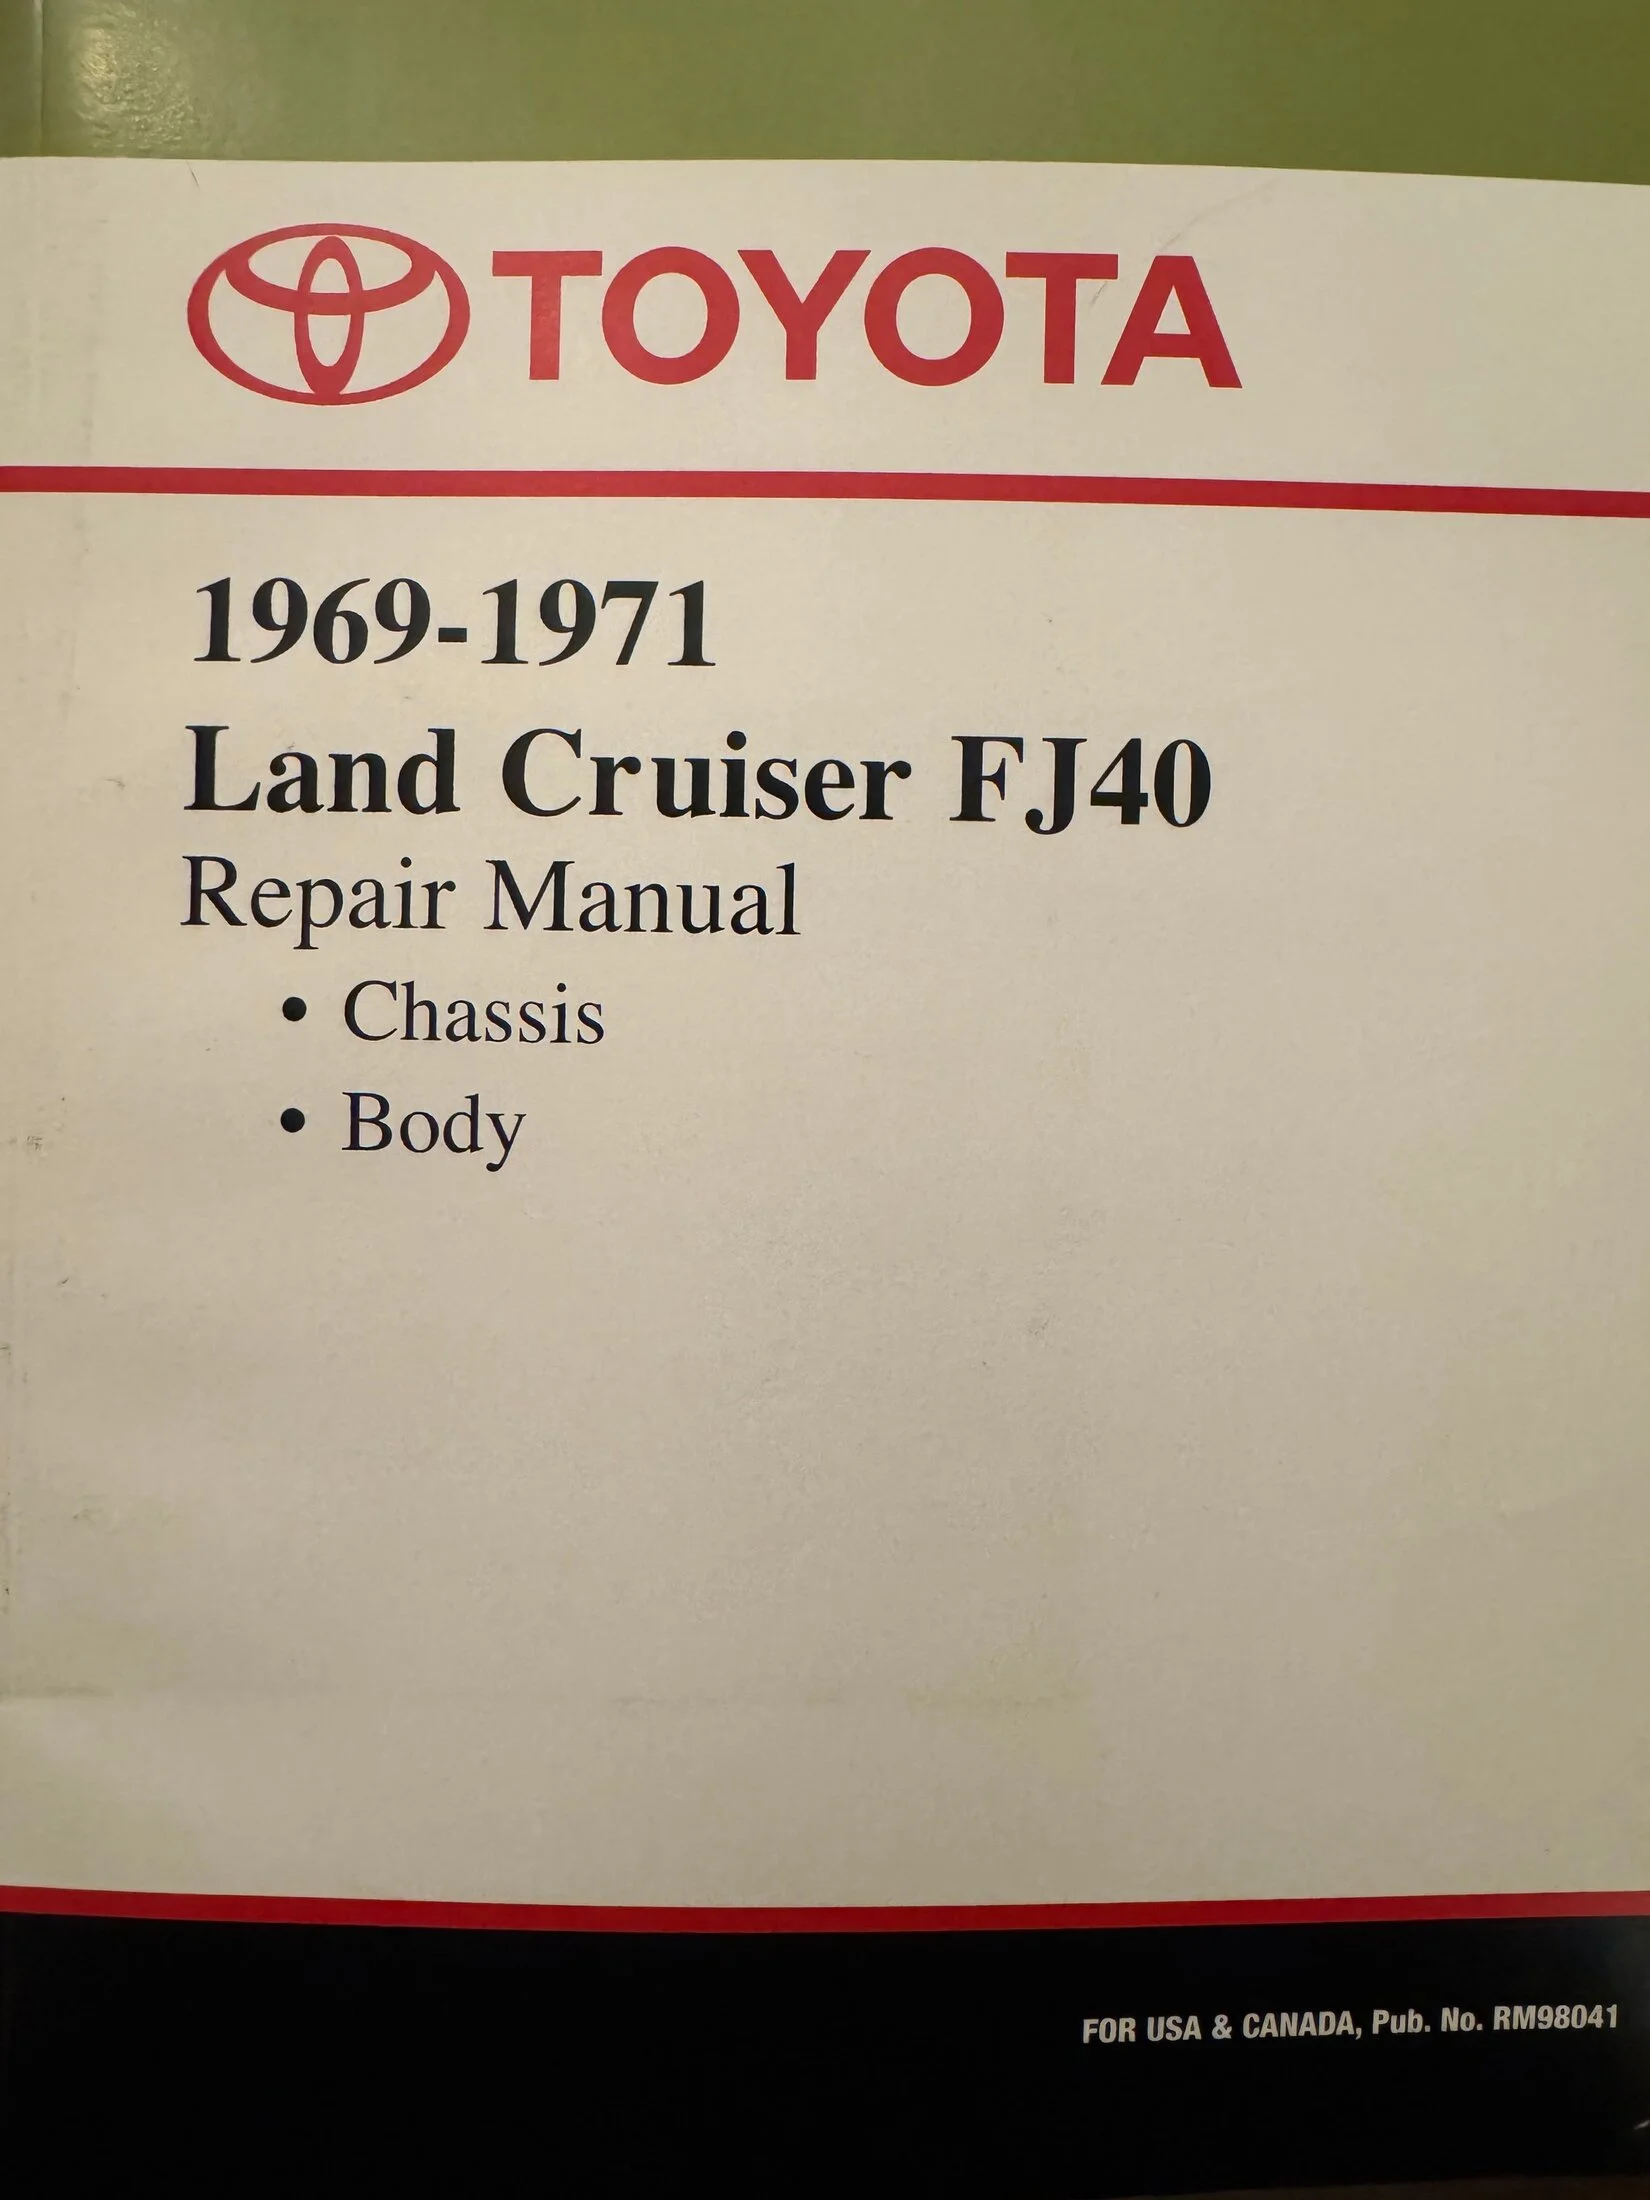 TOYOTA
1969-1971
Land Cruiser FJ40
Repair Manual
• Chassis
• Body
FOR USA & CANADA, Pub. No. RM98041